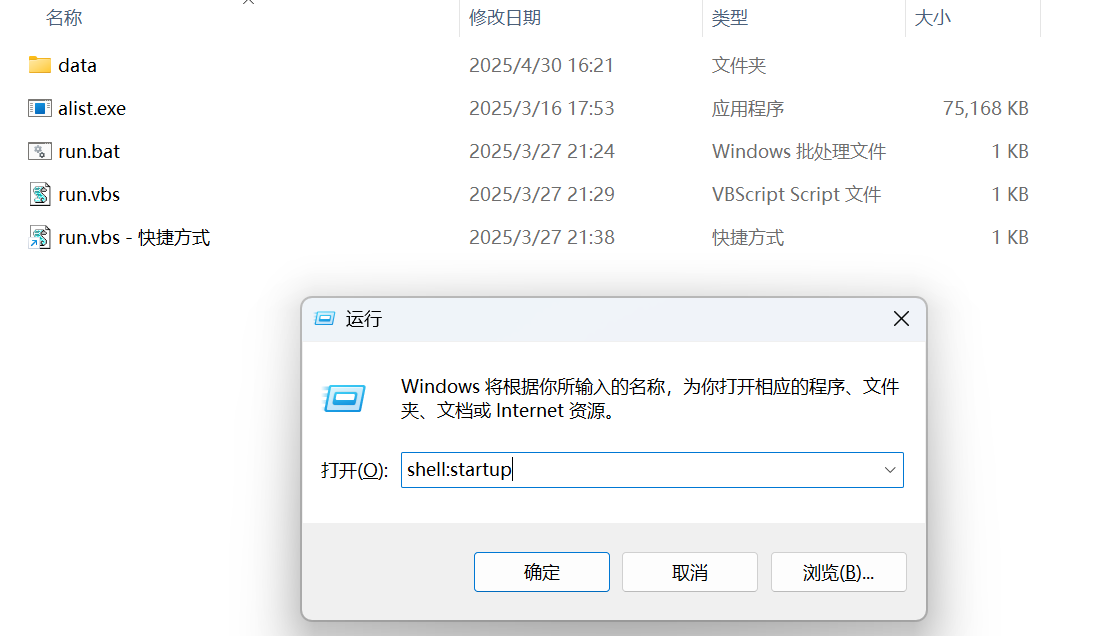 名称 修改日期 类型 大小
data 2025/4/30 16:21 文件夹
alist.exe 2025/3/16 17:53 应用程序 75,168 KB
run.bat 2025/3/27 21:24 Windows 批处理文件 1 KB
run.vbs 2025/3/27 21:29 VBScript Script 文件 1 KB
run.vbs - 快捷方式 2025/3/27 21:38 快捷方式 1 KB
运行
Windows 将根据你所输入的名称，为你打开相应的程序、文件
夹、文档或 Internet 资源。
打开(O): shell:startup
确定 取消 浏览(B)...